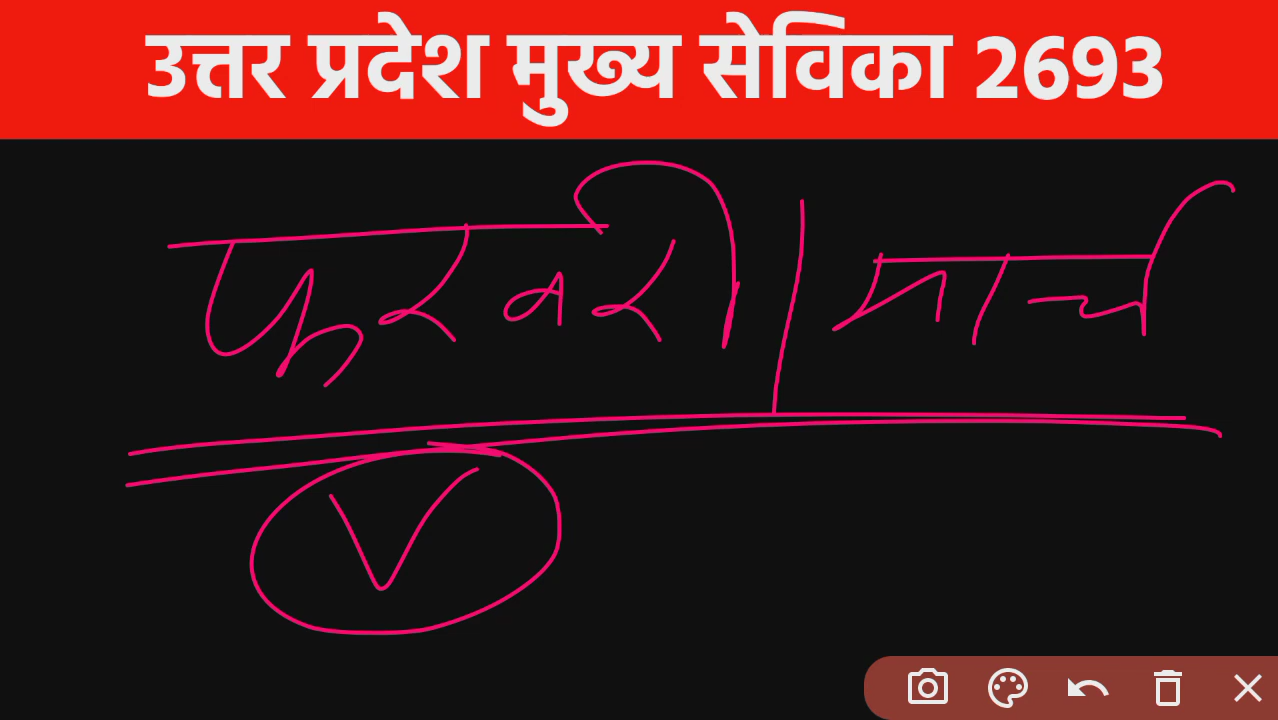 उत्तर प्रदेश मुख्य सेविका 2693
फरवरी | मार्च